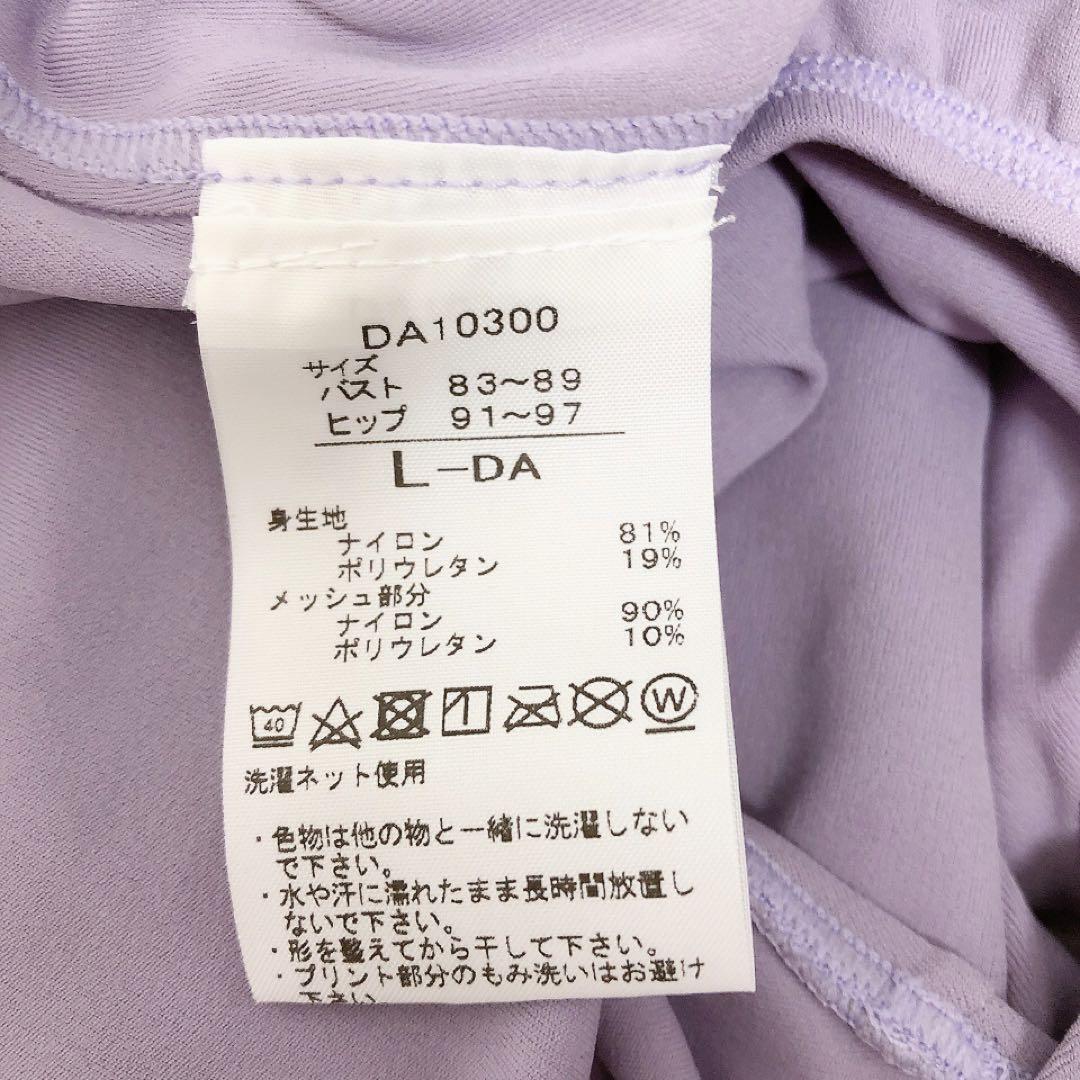 DA10300
サイズ
バスト 83〜89
ヒップ 91〜97
L-DA
身生地
ナイロン 81%
ポリウレタン 19%
メッシュ部分
ナイロン 90%
ポリウレタン 10%
40 1 W
洗濯ネット使用
・色物は他の物と一緒に洗濯しない
で下さい。
・水や汗に濡れたまま長時間放置し
ないで下さい。
・形を整えてから干して下さい。
・プリント部分のもみ洗いはお避け
下さい